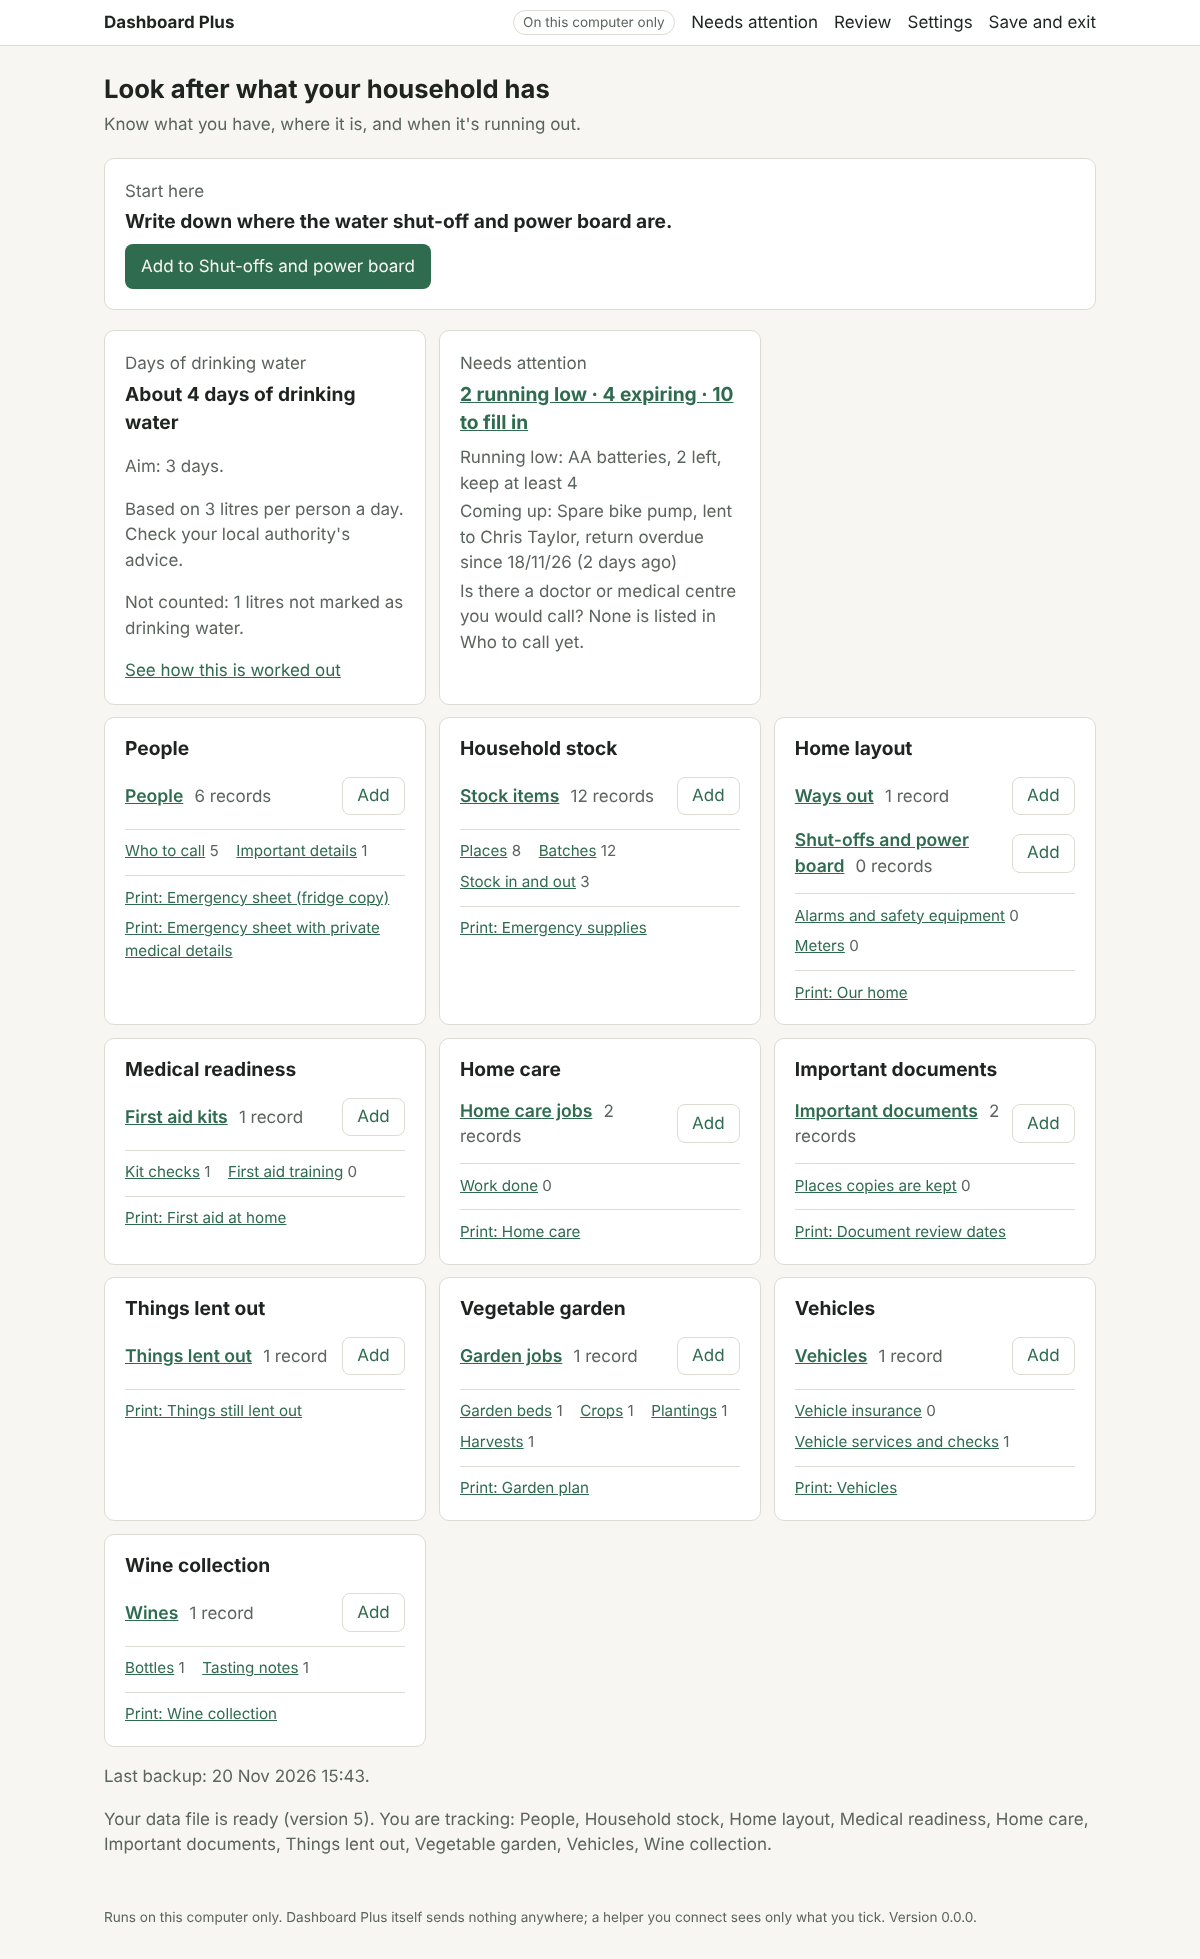 Dashboard Plus
On this computer only
Needs attention
Review
Settings
Save and exit
Look after what your household has
Know what you have, where it is, and when it's running out.
Start here
Write down where the water shut-off and power board are.
Add to Shut-offs and power board
Days of drinking water
About 4 days of drinking
water
Aim: 3 days.
Based on 3 litres per person a day.
Check your local authority's
advice.
Not counted: 1 litres not marked as
drinking water.
See how this is worked out
Needs attention
2 running low · 4 expiring · 10
to fill in
Running low: AA batteries, 2 left,
keep at least 4
Coming up: Spare bike pump, lent
to Chris Taylor, return overdue
since 18/11/26 (2 days ago)
Is there a doctor or medical centre
you would call? None is listed in
Who to call yet.
People
People 6 records
Add
Who to call 5 Important details 1
Print: Emergency sheet (fridge copy)
Print: Emergency sheet with private
medical details
Household stock
Stock items 12 records
Add
Places 8 Batches 12
Stock in and out 3
Print: Emergency supplies
Home layout
Ways out 1 record
Add
Shut-offs and power
board 0 records
Add
Alarms and safety equipment 0
Meters 0
Print: Our home
Medical readiness
First aid kits 1 record
Add
Kit checks 1 First aid training 0
Print: First aid at home
Home care
Home care jobs 2
records
Add
Work done 0
Print: Home care
Important documents
Important documents 2
records
Add
Places copies are kept 0
Print: Document review dates
Things lent out
Things lent out 1 record
Add
Print: Things still lent out
Vegetable garden
Garden jobs 1 record
Add
Garden beds 1 Crops 1 Plantings 1
Harvests 1
Print: Garden plan
Vehicles
Vehicles 1 record
Add
Vehicle insurance 0
Vehicle services and checks 1
Print: Vehicles
Wine collection
Wines 1 record
Add
Bottles 1 Tasting notes 1
Print: Wine collection
Last backup: 20 Nov 2026 15:43.
Your data file is ready (version 5). You are tracking: People, Household stock, Home layout, Medical readiness, Home care,
Important documents, Things lent out, Vegetable garden, Vehicles, Wine collection.
Runs on this computer only. Dashboard Plus itself sends nothing anywhere; a helper you connect sees only what you tick. Version 0.0.0.